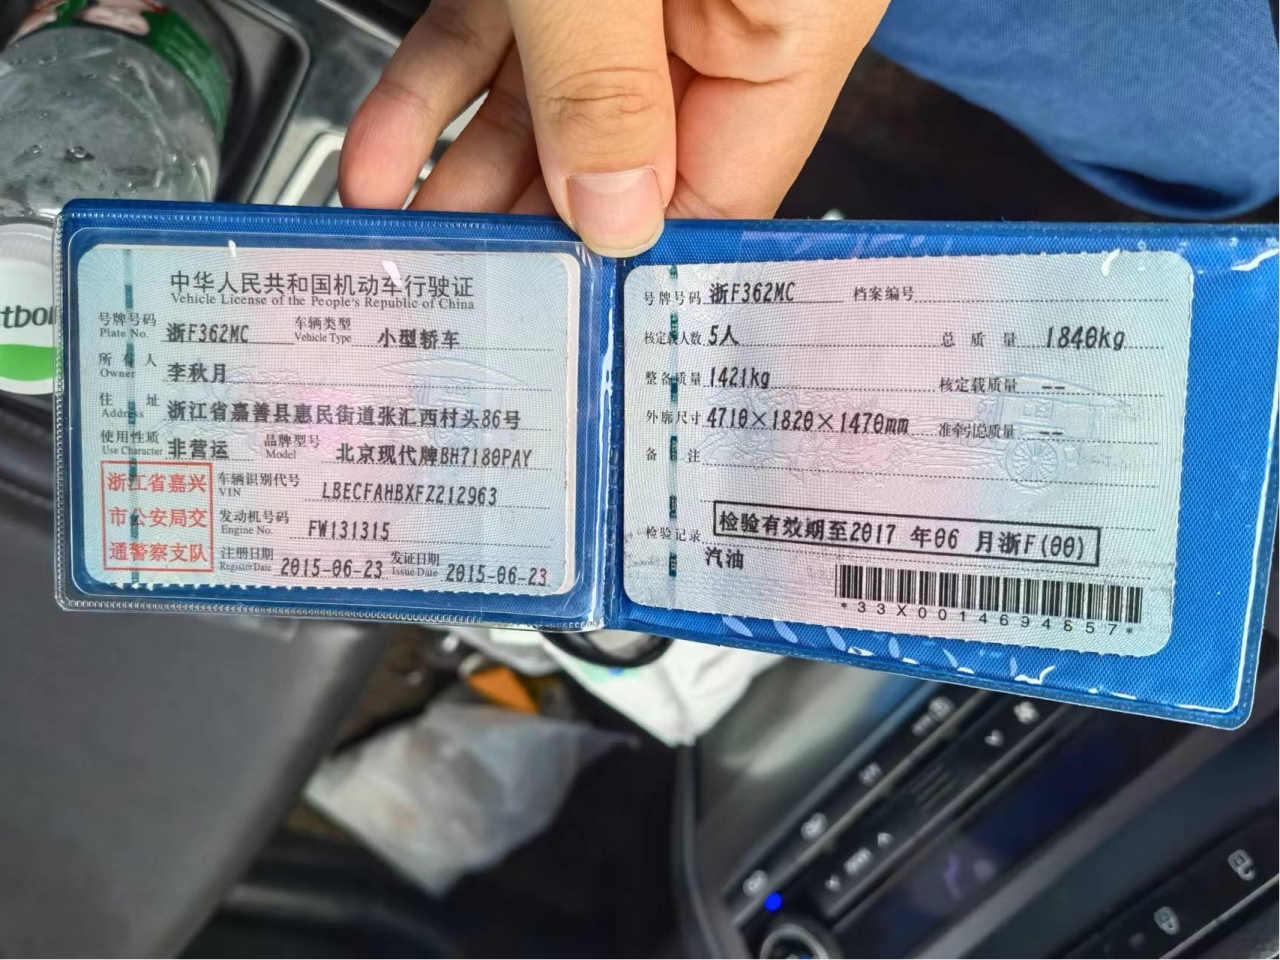 中华人民共和国机动车行驶证
Vehicle License of the People's Republic of China
号牌号码 浙F362MC 车辆类型 小型轿车
Plate No. Vehicle Type
所有人 李秋月
Owner
住址 浙江省嘉善县惠民街道张汇西村头86号
Address
使用性质 非营运 品牌型号 北京现代牌BH7180PAY
Use Character Model
浙江省嘉兴
市公安局交
通警察支队
车辆识别代号 LBECFAHBXFZ212963
VIN
发动机号码 FW131315
Engine No.
注册日期 2015-06-23 发证日期 2015-06-23
Register Date Issue Date
号牌号码 浙F362MC 档案编号
核定载人数 5人 总质量 1840kg
整备质量 1421kg 核定载质量 --
外廓尺寸 4710×1820×1470mm 准牵引总质量 --
备注
检验记录 检验有效期至2017 年06 月浙F(00)
汽油
*33X0014694657*